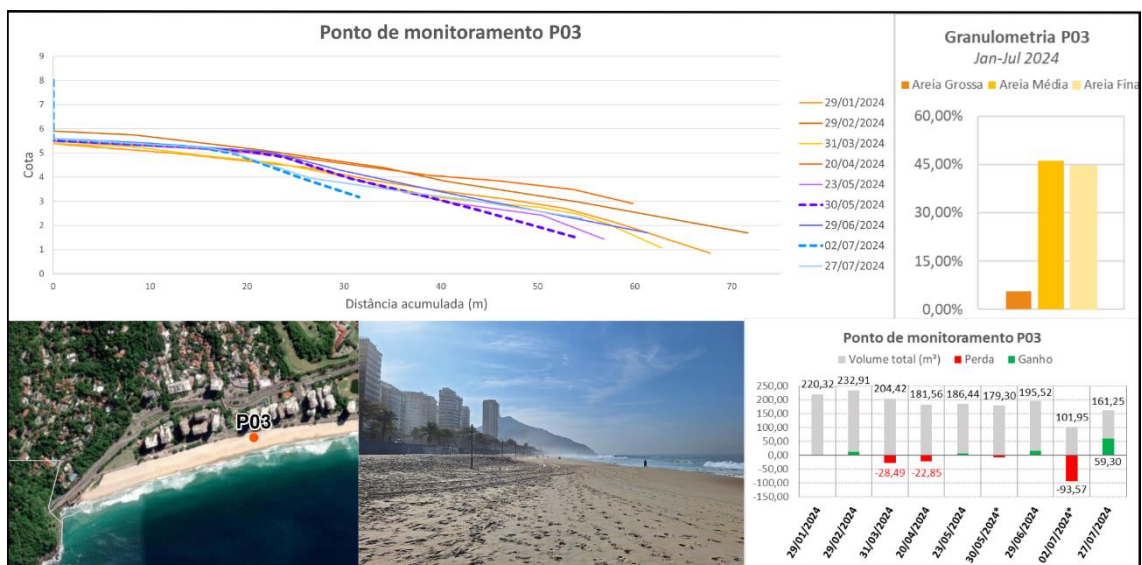 Ponto de monitoramento P03
9
8
7
6
5
4
3
2
1
0
Cota
0 10 20 30 40 50 60 70
Distância acumulada (m)
29/01/2024
29/02/2024
31/03/2024
20/04/2024
23/05/2024
30/05/2024
29/06/2024
02/07/2024
27/07/2024
Granulometria P03
Jan-Jul 2024
Areia Grossa Areia Média Areia Fina
60,00%
45,00%
30,00%
15,00%
0,00%
P03
Ponto de monitoramento P03
Volume total (m³) Perda Ganho
250,00
200,00
150,00
100,00
50,00
0,00
-50,00
-100,00
-150,00
220,32 232,91 204,42 181,56 186,44 179,30 195,52 101,95 161,25
-28,49 -22,85 -93,57 59,30
29/01/2024 29/02/2024 31/03/2024 20/04/2024 23/05/2024 30/05/2024* 29/06/2024 02/07/2024* 27/07/2024